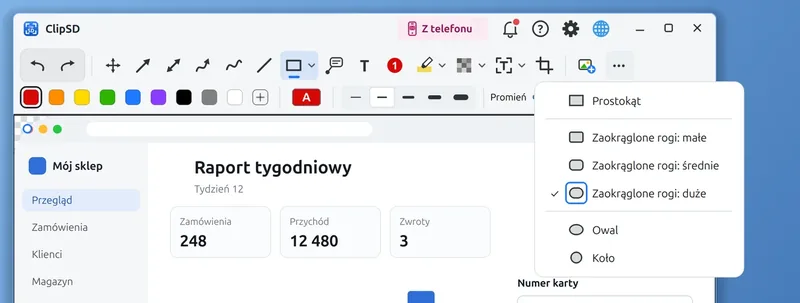 ClipSD
Z telefonu
T
1
A
Promień
Prostokąt
Zaokrąglone rogi: małe
Zaokrąglone rogi: średnie
Zaokrąglone rogi: duże
Owal
Koło
Mój sklep
Przegląd
Zamówienia
Klienci
Magazyn
Raport tygodniowy
Tydzień 12
Zamówienia
248
Przychód
12 480
Zwroty
3
Numer karty